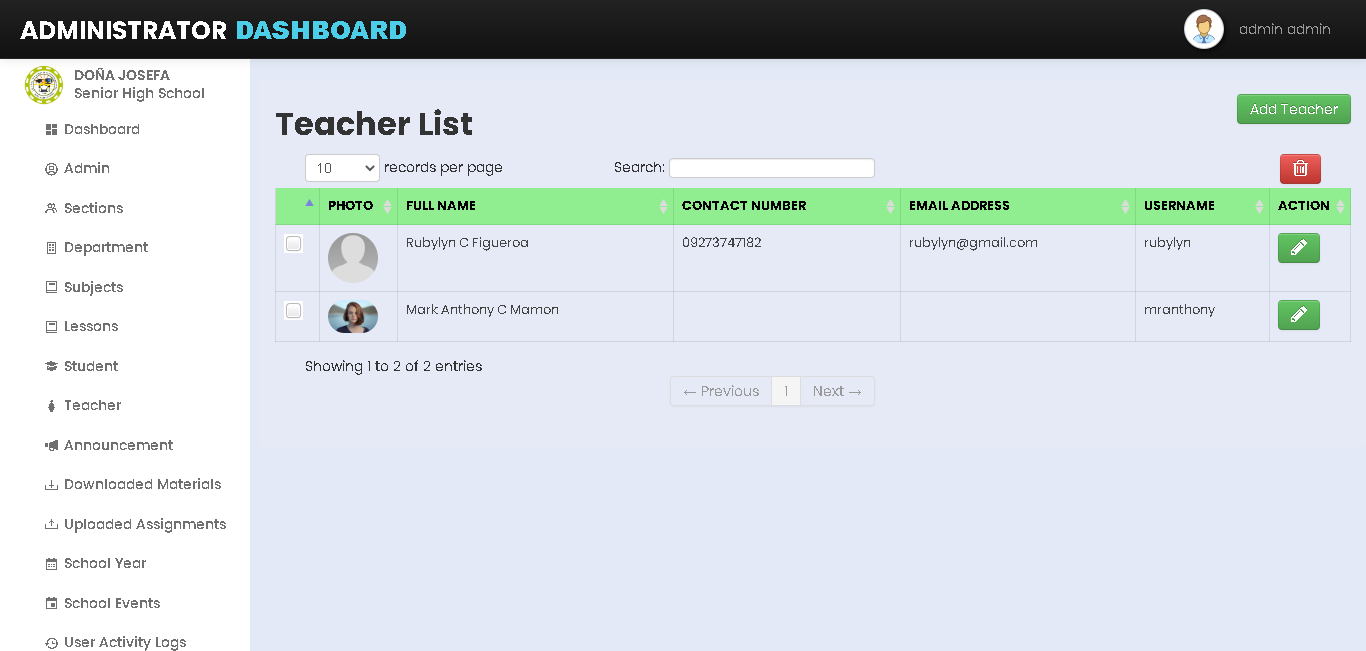 ADMINISTRATOR DASHBOARD
admin admin
DOÑA JOSEFA
Senior High School
Dashboard
Admin
Sections
Department
Subjects
Lessons
Student
Teacher
Announcement
Downloaded Materials
Uploaded Assignments
School Year
School Events
User Activity Logs
Teacher List
Add Teacher
10 records per page
Search:
PHOTO FULL NAME CONTACT NUMBER EMAIL ADDRESS USERNAME ACTION
Rubylyn C Figueroa 09273747182 rubylyn@gmail.com rubylyn
Mark Anthony C Mamon mranthony
Showing 1 to 2 of 2 entries
← Previous 1 Next →